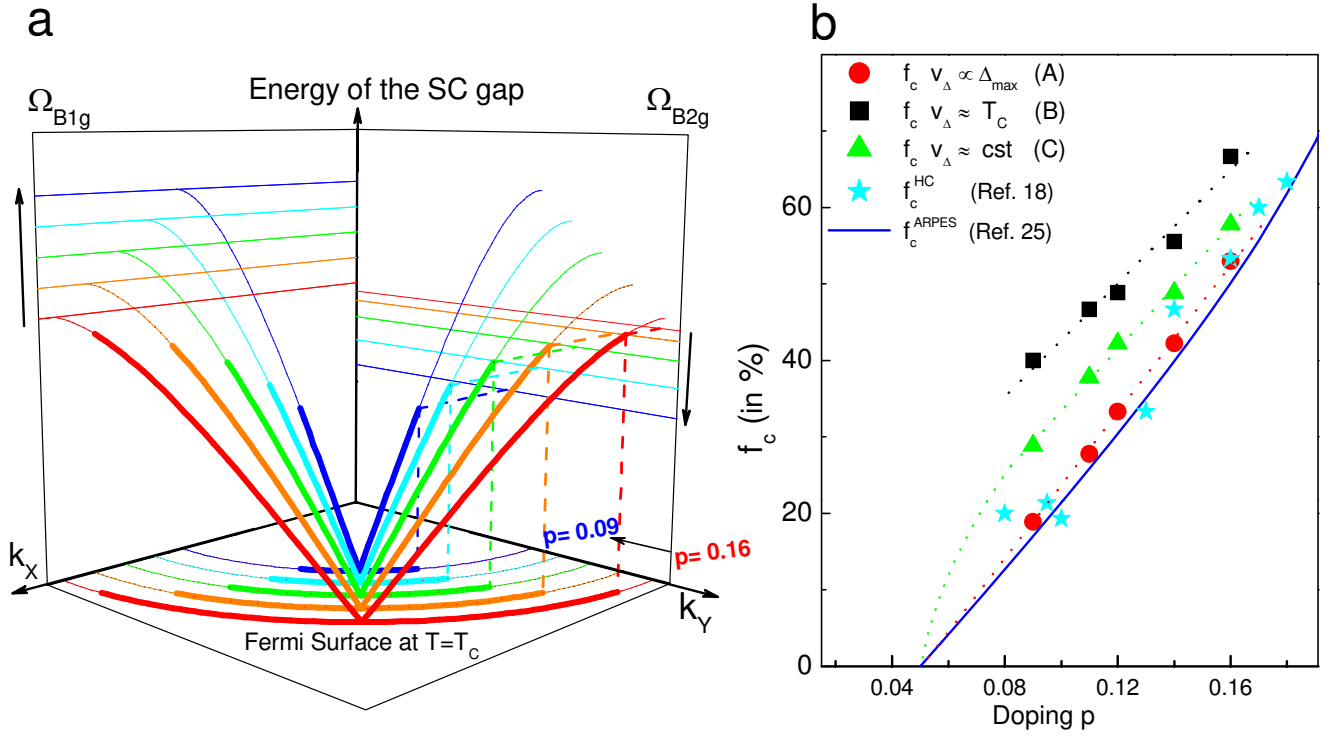 a
Energy of the SC gap
Ω_B1g
Ω_B2g
p= 0.09
p= 0.16
k_X
k_Y
Fermi Surface at T=T_C
b
f_c v_Δ ∝ Δ_max (A)
f_c v_Δ ≈ T_C (B)
f_c v_Δ ≈ cst (C)
f_c^HC (Ref. 18)
f_c^ARPES (Ref. 25)
f_c (in %)
60
40
20
0
0.04 0.08 0.12 0.16
Doping p